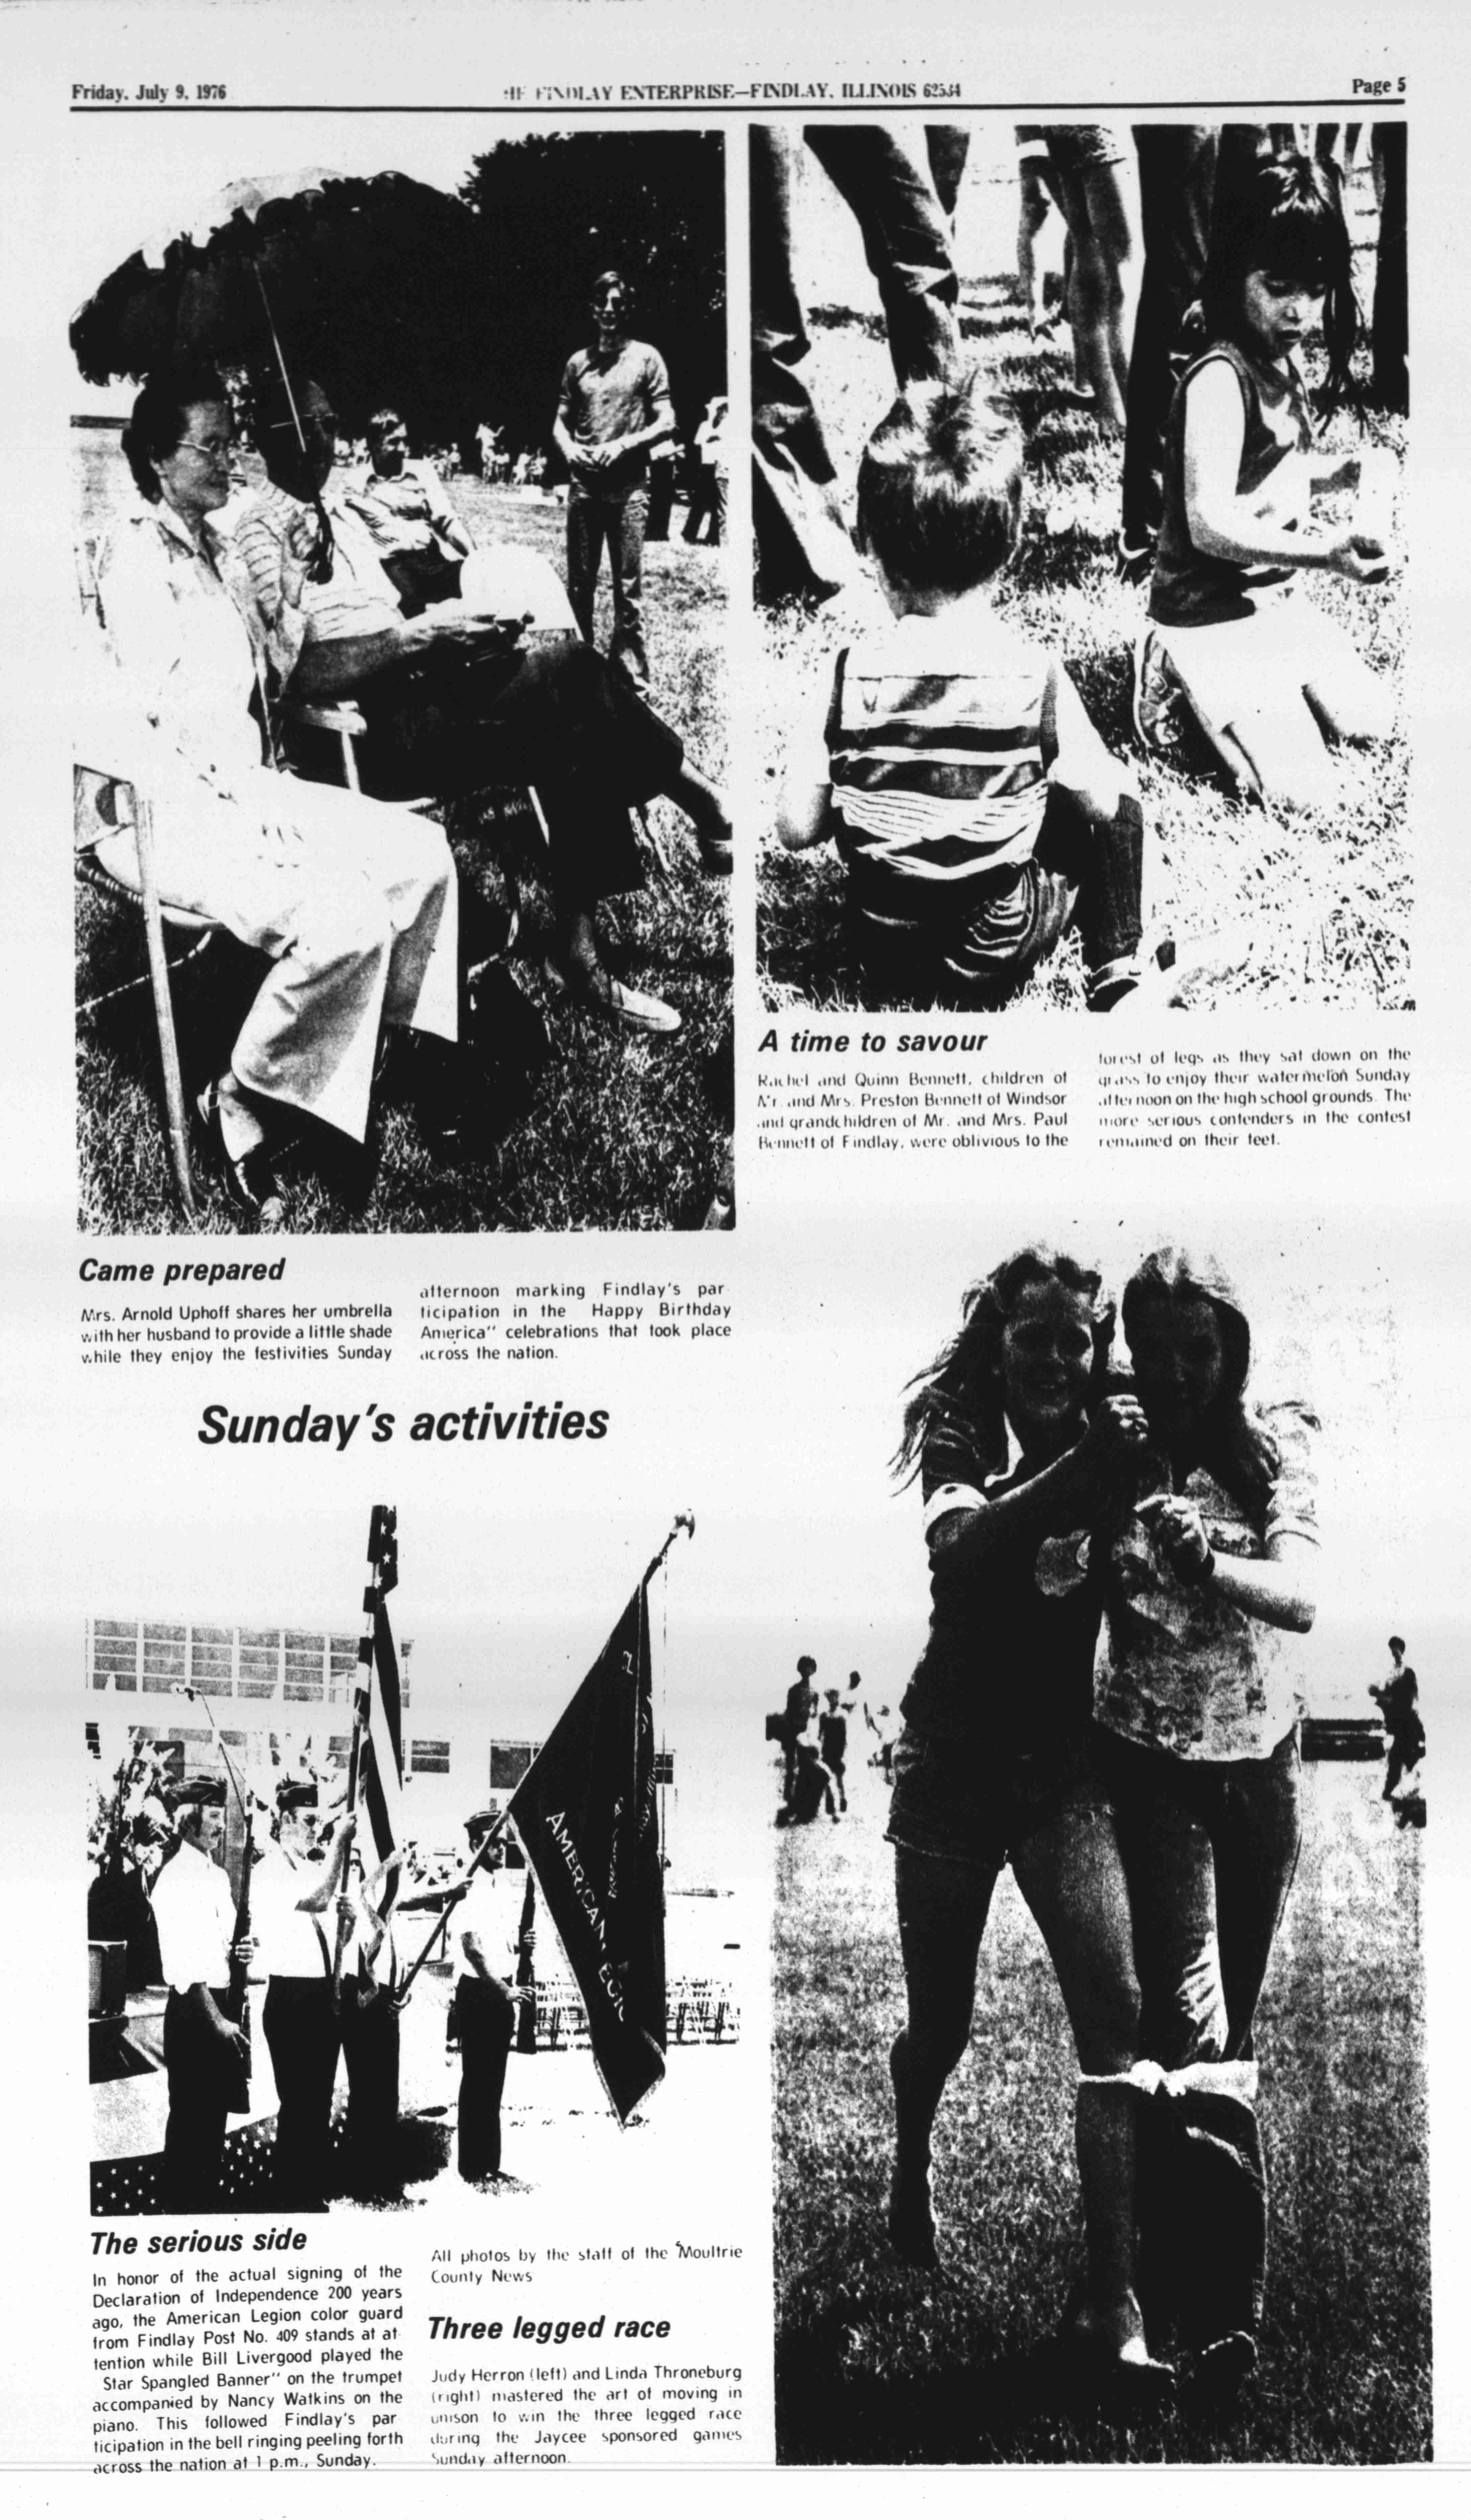 Friday, July 9, 1976
HE FINDLAY ENTERPRISE—FINDLAY, ILLINOIS 62534
Page 5
A time to savour
Rachel and Quinn Bennett, children of
Mr. and Mrs. Preston Bennett of Windsor
and grandchildren of Mr. and Mrs. Paul
Bennett of Findlay, were oblivious to the
forest of legs as they sat down on the
grass to enjoy their watermelon Sunday
afternoon on the high school grounds. The
more serious contenders in the contest
remained on their feet.
Came prepared
Mrs. Arnold Uphoff shares her umbrella
with her husband to provide a little shade
while they enjoy the festivities Sunday
afternoon marking Findlay's par
ticipation in the Happy Birthday
America" celebrations that took place
across the nation.
Sunday's activities
AMERICAN LEGION
The serious side
In honor of the actual signing of the
Declaration of Independence 200 years
ago, the American Legion color guard
from Findlay Post No. 409 stands at at
tention while Bill Livergood played the
Star Spangled Banner" on the trumpet
accompanied by Nancy Watkins on the
piano. This followed Findlay's par
ticipation in the bell ringing peeling forth
across the nation at 1 p.m., Sunday.
All photos by the staff of the Moultrie
County News
Three legged race
Judy Herron (left) and Linda Throneburg
(right) mastered the art of moving in
unison to win the three legged race
during the Jaycee sponsored games
Sunday afternoon.